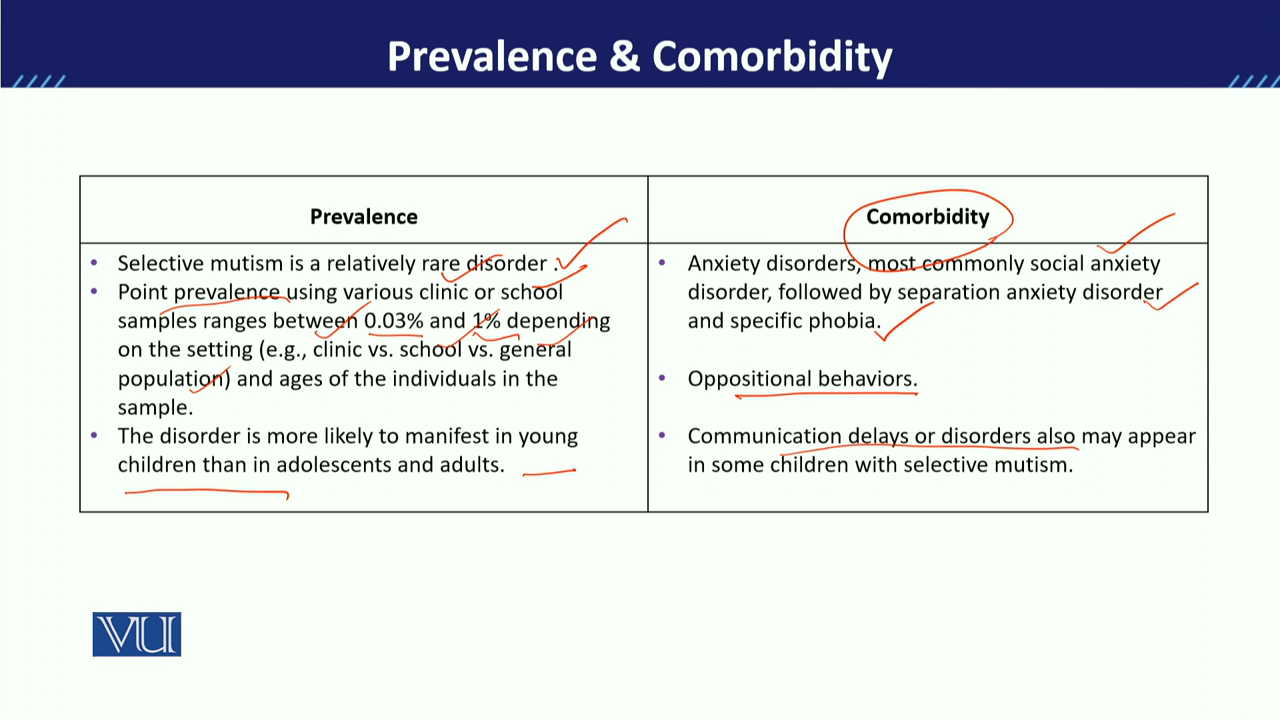 Prevalence & Comorbidity
Prevalence
• Selective mutism is a relatively rare disorder .
• Point prevalence using various clinic or school
samples ranges between 0.03% and 1% depending
on the setting (e.g., clinic vs. school vs. general
population) and ages of the individuals in the
sample.
• The disorder is more likely to manifest in young
children than in adolescents and adults.
Comorbidity
• Anxiety disorders, most commonly social anxiety
disorder, followed by separation anxiety disorder
and specific phobia.
• Oppositional behaviors.
• Communication delays or disorders also may appear
in some children with selective mutism.
VU